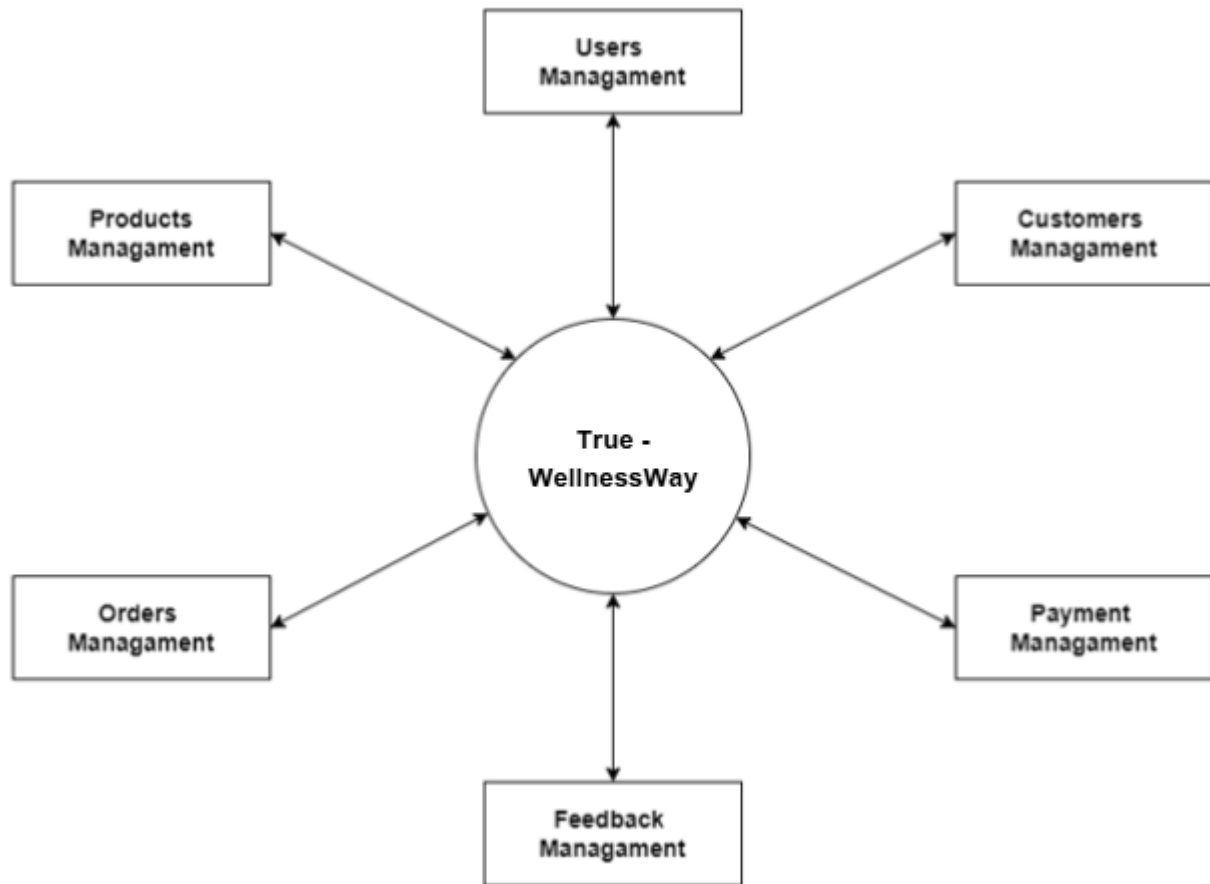 Users
Managament
Products
Managament
Customers
Managament
True -
WellnessWay
Orders
Managament
Payment
Managament
Feedback
Managament